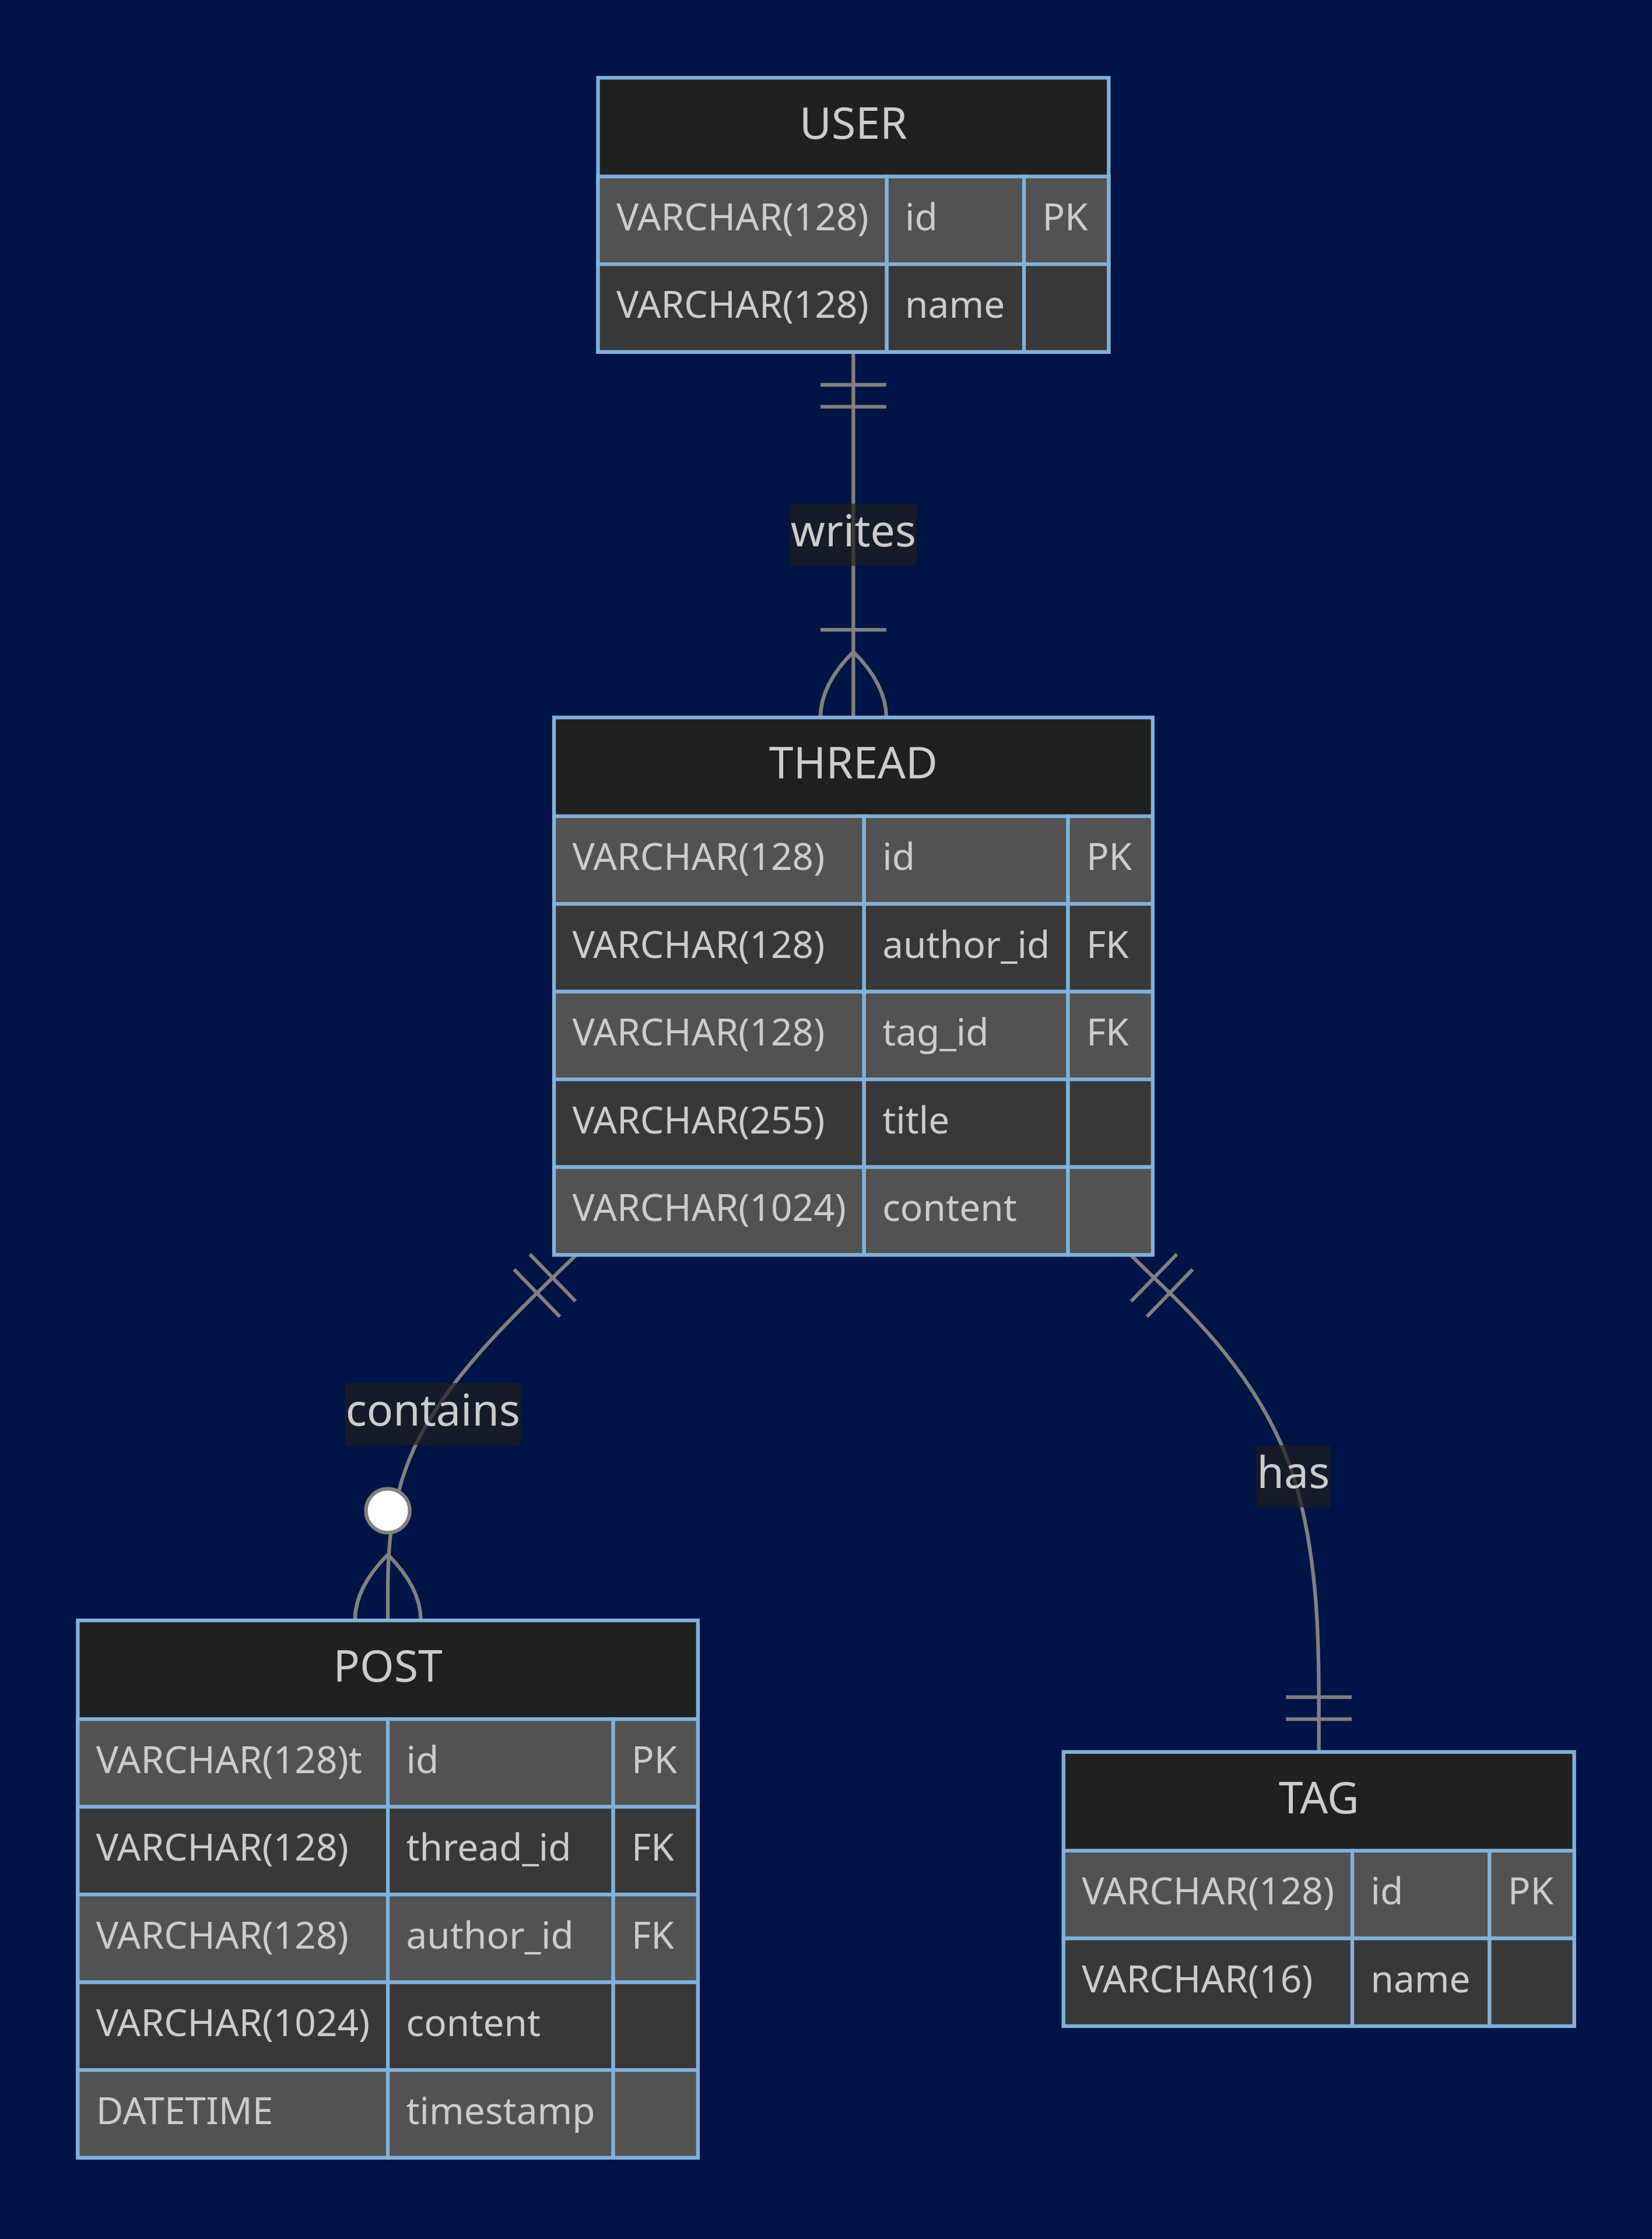 USER
VARCHAR(128) id PK
VARCHAR(128) name
writes
THREAD
VARCHAR(128) id PK
VARCHAR(128) author_id FK
VARCHAR(128) tag_id FK
VARCHAR(255) title
VARCHAR(1024) content
contains
has
POST
VARCHAR(128)t id PK
VARCHAR(128) thread_id FK
VARCHAR(128) author_id FK
VARCHAR(1024) content
DATETIME timestamp
TAG
VARCHAR(128) id PK
VARCHAR(16) name